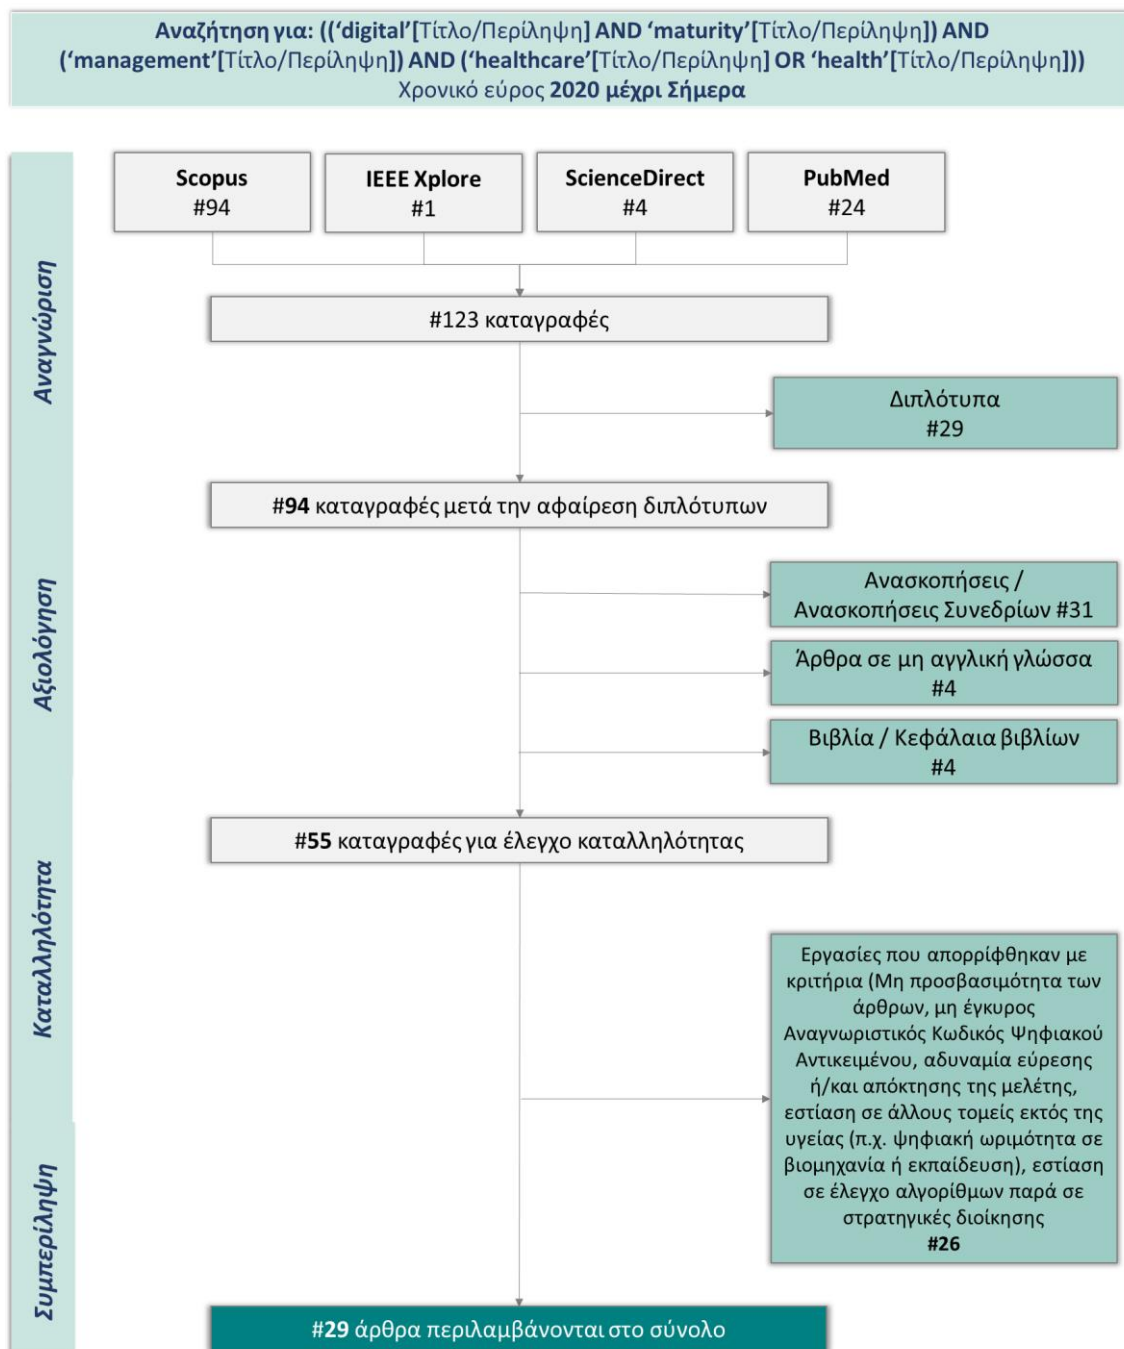 Αναζήτηση για: ((‘digital’[Τίτλο/Περίληψη] AND ‘maturity’[Τίτλο/Περίληψη]) AND
(‘management’[Τίτλο/Περίληψη]) AND (‘healthcare’[Τίτλο/Περίληψη] OR ‘health’[Τίτλο/Περίληψη]))
Χρονικό εύρος 2020 μέχρι Σήμερα
Αναγνώριση
Scopus
#94
IEEE Xplore
#1
ScienceDirect
#4
PubMed
#24
#123 καταγραφές
Διπλότυπα
#29
#94 καταγραφές μετά την αφαίρεση διπλότυπων
Αξιολόγηση
Ανασκοπήσεις /
Ανασκοπήσεις Συνεδρίων #31
Άρθρα σε μη αγγλική γλώσσα
#4
Βιβλία / Κεφάλαια βιβλίων
#4
#55 καταγραφές για έλεγχο καταλληλότητας
Καταλληλότητα
Εργασίες που απορρίφθηκαν με
κριτήρια (Μη προσβασιμότητα των
άρθρων, μη έγκυρος
Αναγνωριστικός Κωδικός Ψηφιακού
Αντικειμένου, αδυναμία εύρεσης
ή/και απόκτησης της μελέτης,
εστίαση σε άλλους τομείς εκτός της
υγείας (π.χ. ψηφιακή ωριμότητα σε
βιομηχανία ή εκπαίδευση), εστίαση
σε έλεγχο αλγορίθμων παρά σε
στρατηγικές διοίκησης
#26
Συμπερίληψη
#29 άρθρα περιλαμβάνονται στο σύνολο